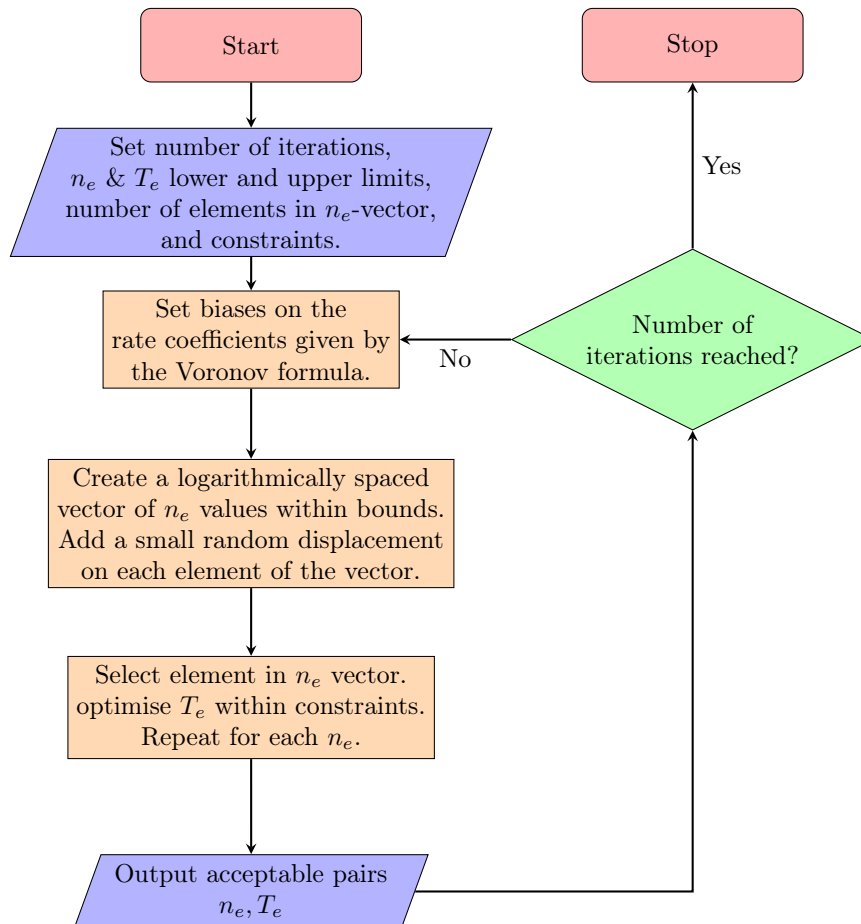 Start
Set number of iterations,
n_e & T_e lower and upper limits,
number of elements in n_e-vector,
and constraints.
Set biases on the
rate coefficients given by
the Voronov formula.
Create a logarithmically spaced
vector of n_e values within bounds.
Add a small random displacement
on each element of the vector.
Select element in n_e vector.
optimise T_e within constraints.
Repeat for each n_e.
Output acceptable pairs
n_e, T_e
Number of
iterations reached?
No
Yes
Stop